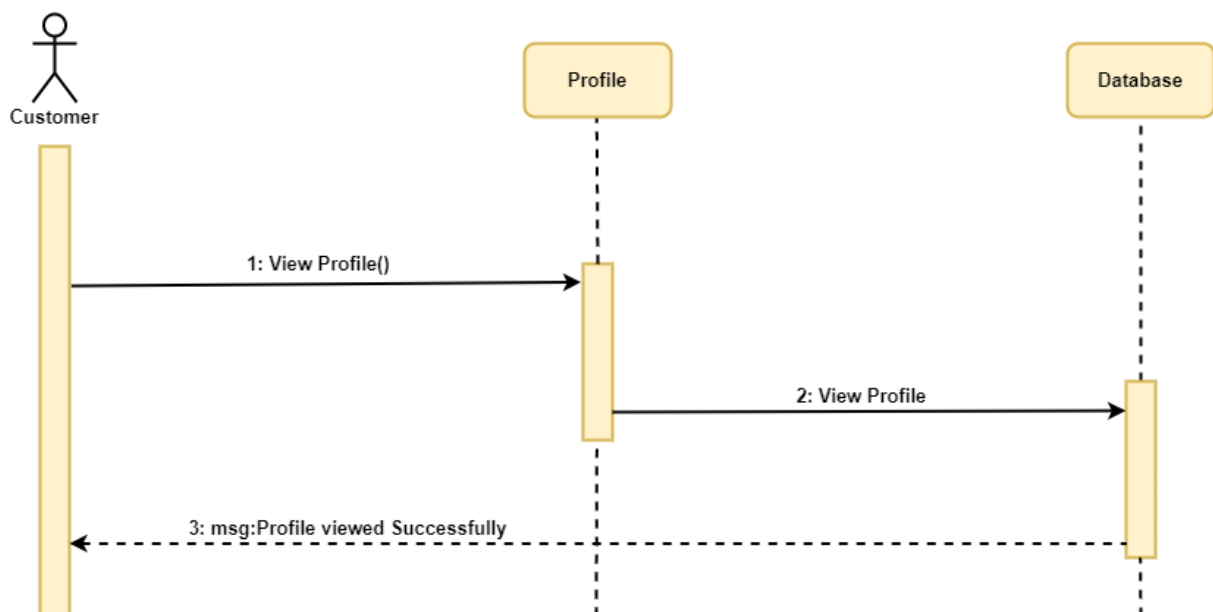 Customer
Profile
Database
1: View Profile()
2: View Profile
3: msg:Profile viewed Successfully